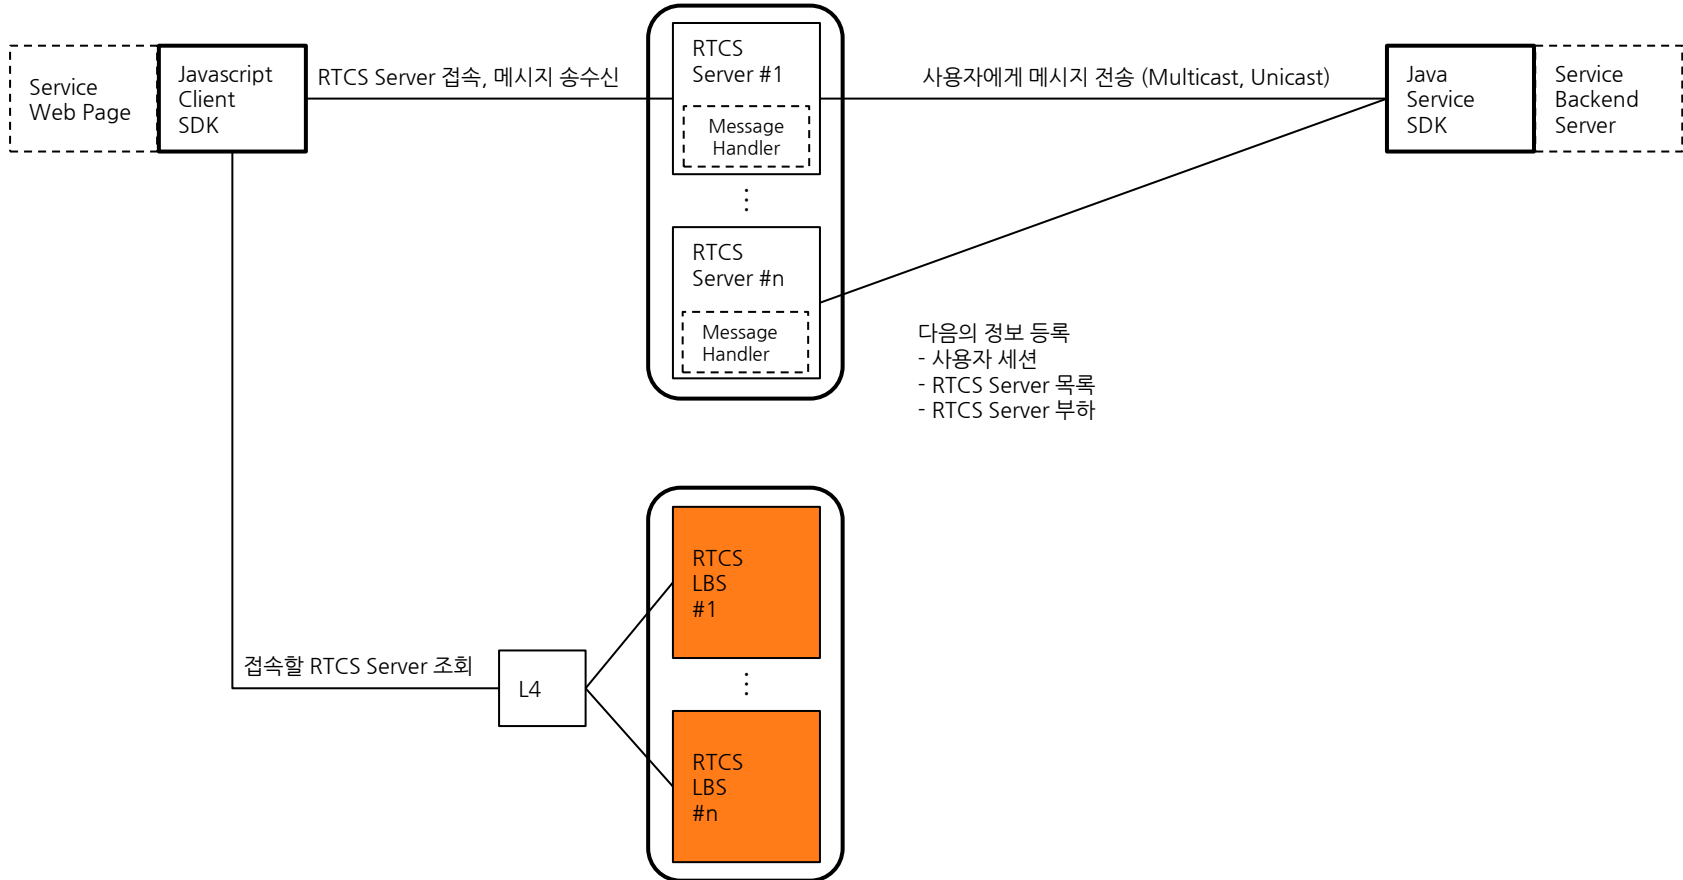 Service
Web Page
Javascript
Client
SDK
RTCS Server 접속, 메시지 송수신
RTCS
Server #1
Message
Handler
⋮
RTCS
Server #n
Message
Handler
사용자에게 메시지 전송 (Multicast, Unicast)
Java
Service
SDK
Service
Backend
Server
다음의 정보 등록
- 사용자 세션
- RTCS Server 목록
- RTCS Server 부하
접속할 RTCS Server 조회
L4
RTCS
LBS
#1
⋮
RTCS
LBS
#n